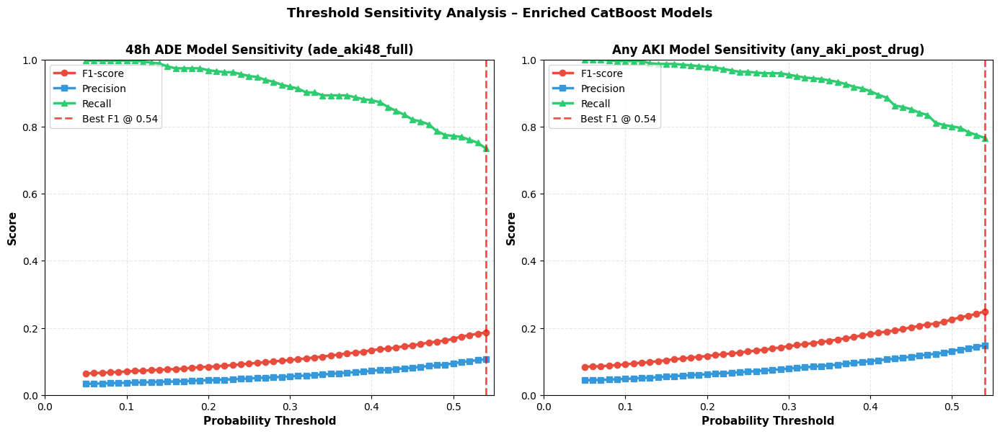 Threshold Sensitivity Analysis – Enriched CatBoost Models
48h ADE Model Sensitivity (ade_aki48_full)
1.0
0.8
0.6
0.4
0.2
0.0
Score
F1-score
Precision
Recall
Best F1 @ 0.54
0.0 0.1 0.2 0.3 0.4 0.5
Probability Threshold
Any AKI Model Sensitivity (any_aki_post_drug)
1.0
0.8
0.6
0.4
0.2
0.0
Score
F1-score
Precision
Recall
Best F1 @ 0.54
0.0 0.1 0.2 0.3 0.4 0.5
Probability Threshold